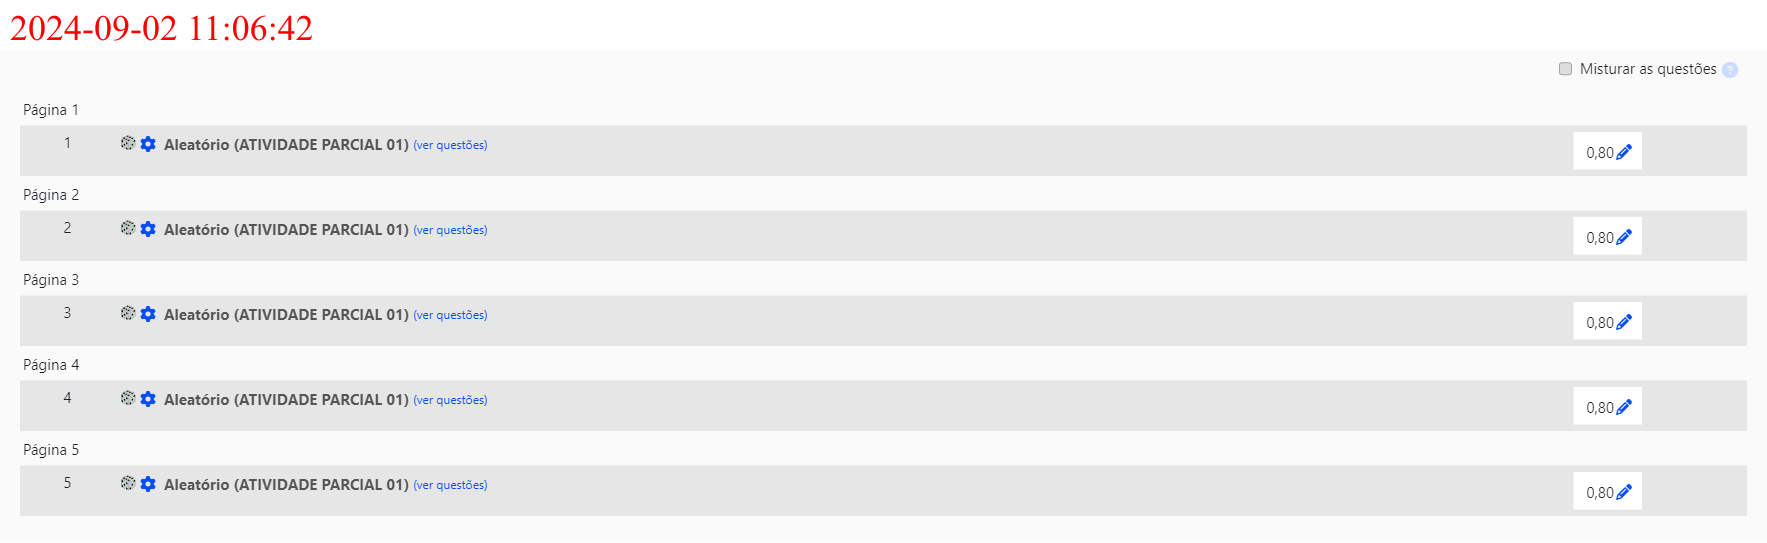 2024-09-02 11:06:42
Misturar as questões ?
Página 1
1 Aleatório (ATIVIDADE PARCIAL 01) (ver questões) 0,80
Página 2
2 Aleatório (ATIVIDADE PARCIAL 01) (ver questões) 0,80
Página 3
3 Aleatório (ATIVIDADE PARCIAL 01) (ver questões) 0,80
Página 4
4 Aleatório (ATIVIDADE PARCIAL 01) (ver questões) 0,80
Página 5
5 Aleatório (ATIVIDADE PARCIAL 01) (ver questões) 0,80